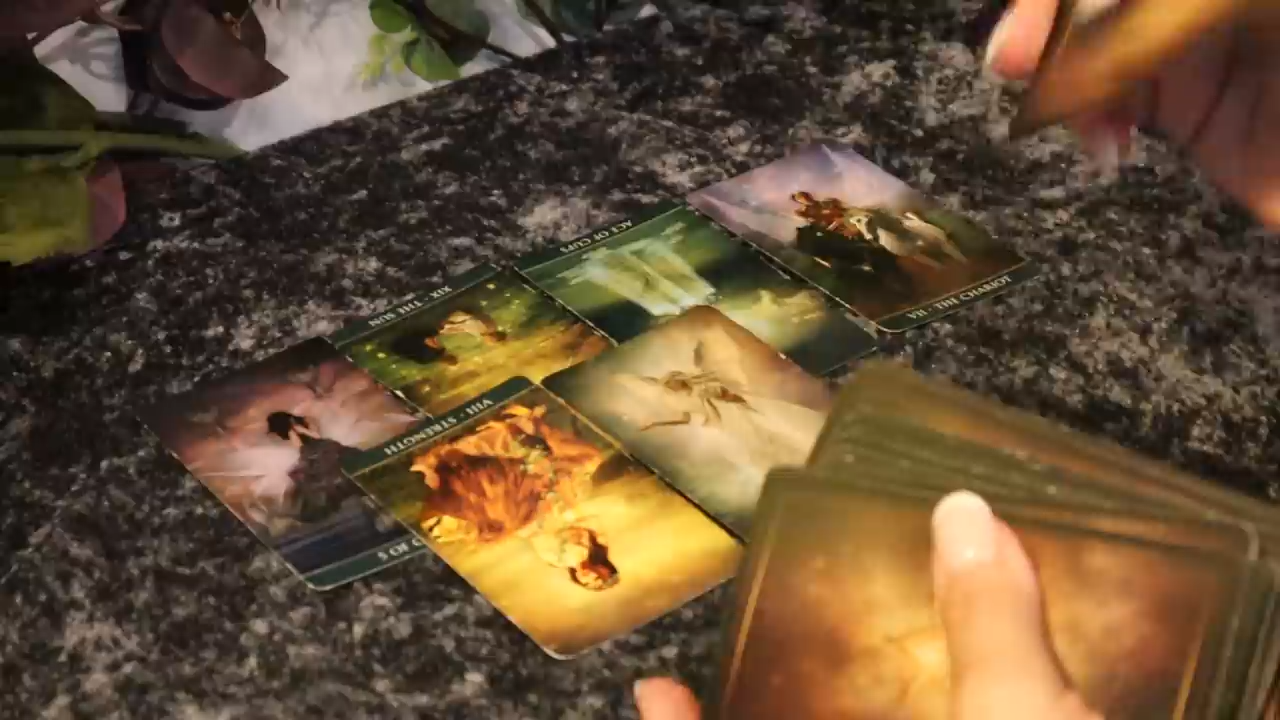 ACE OF CUPS
XIX · THE SUN
VII · THE CHARIOT
VIII · STRENGTH